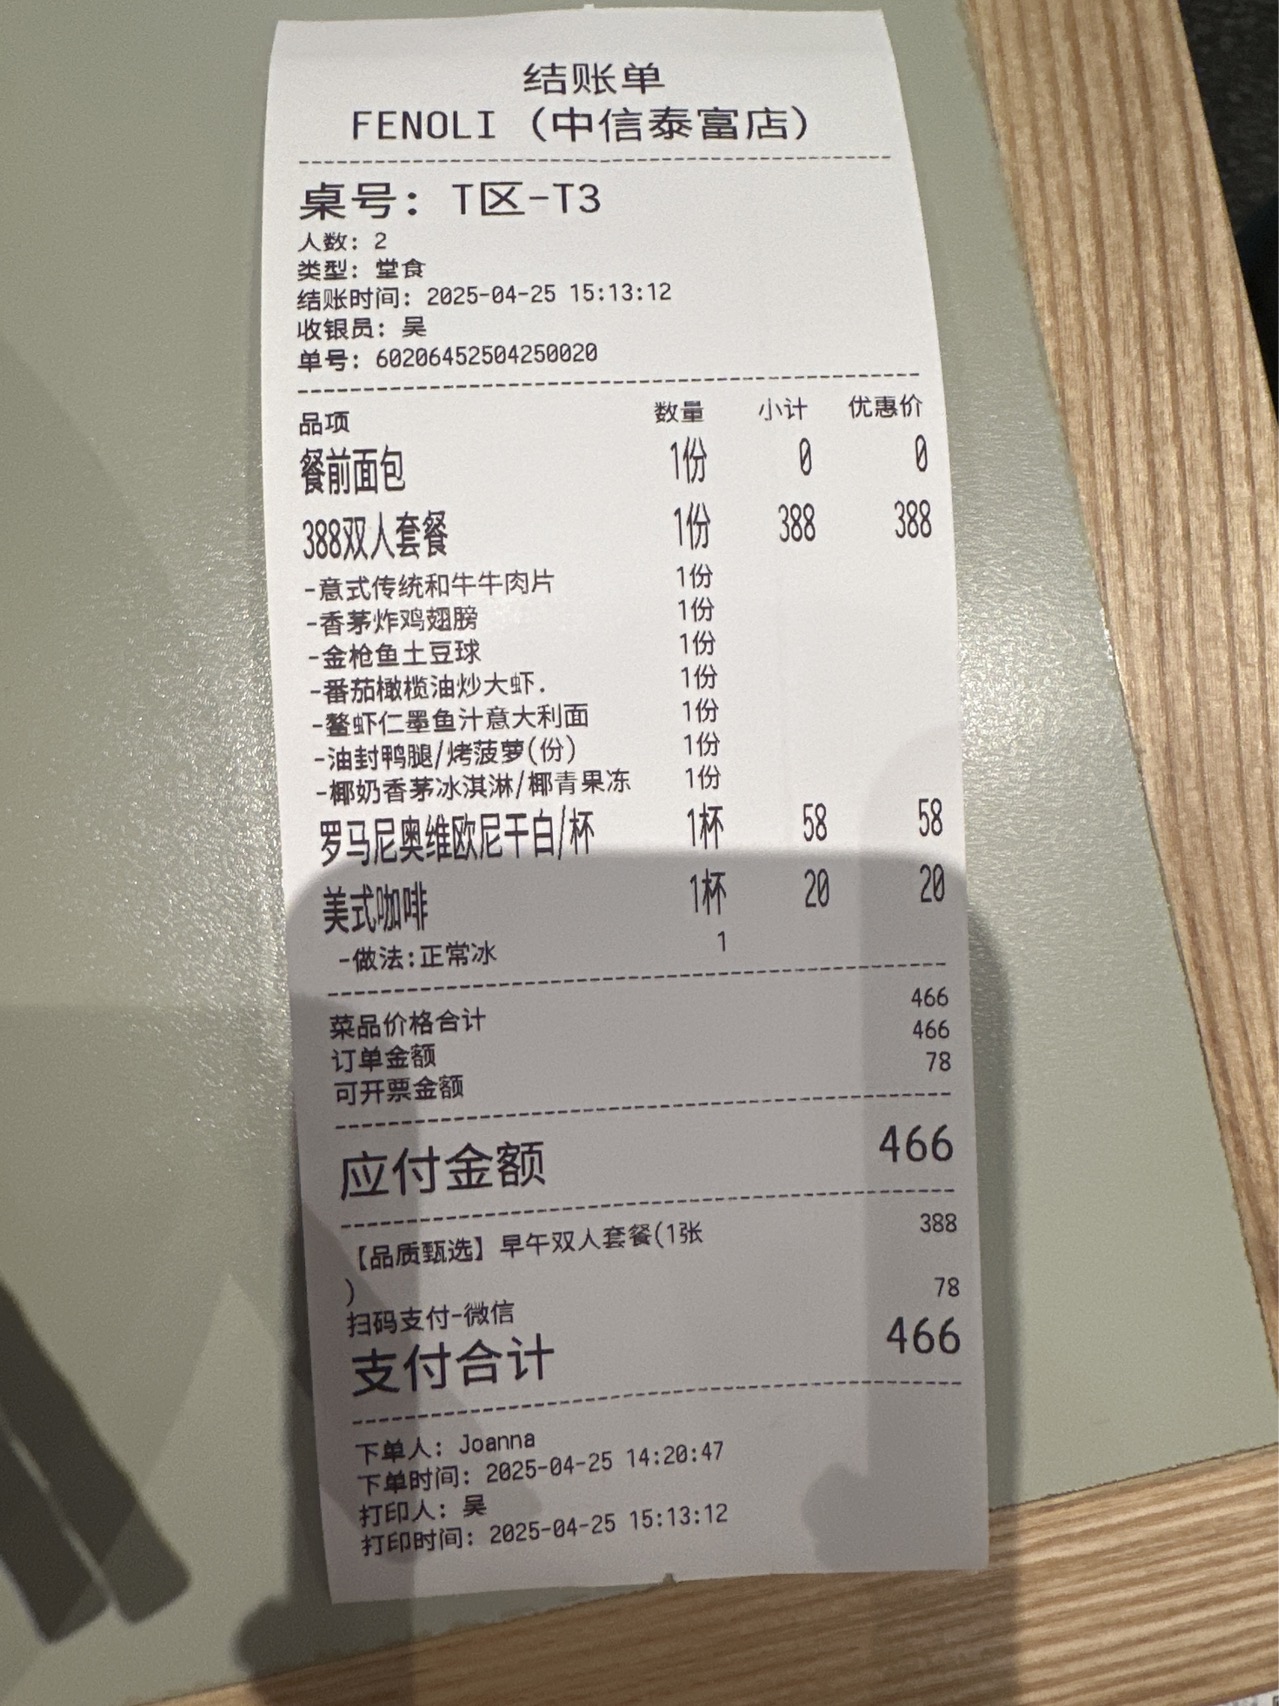 结账单
FENOLI (中信泰富店)
桌号: T区-T3
人数: 2
类型: 堂食
结账时间: 2025-04-25 15:13:12
收银员: 吴
单号: 60206452504250020
品项 数量 小计 优惠价
餐前面包 1份 0 0
388双人套餐 1份 388 388
-意式传统和牛牛肉片 1份
-香茅炸鸡翅膀 1份
-金枪鱼土豆球 1份
-番茄橄榄油炒大虾. 1份
-鳌虾仁墨鱼汁意大利面 1份
-油封鸭腿/烤菠萝(份) 1份
-椰奶香茅冰淇淋/椰青果冻 1份
罗马尼奥维欧尼干白/杯 1杯 58 58
美式咖啡 1杯 20 20
-做法:正常冰 1
菜品价格合计 466
订单金额 466
可开票金额 78
应付金额 466
【品质甄选】早午双人套餐(1张 388
)
扫码支付-微信 78
支付合计 466
下单人: Joanna
下单时间: 2025-04-25 14:20:47
打印人: 吴
打印时间: 2025-04-25 15:13:12